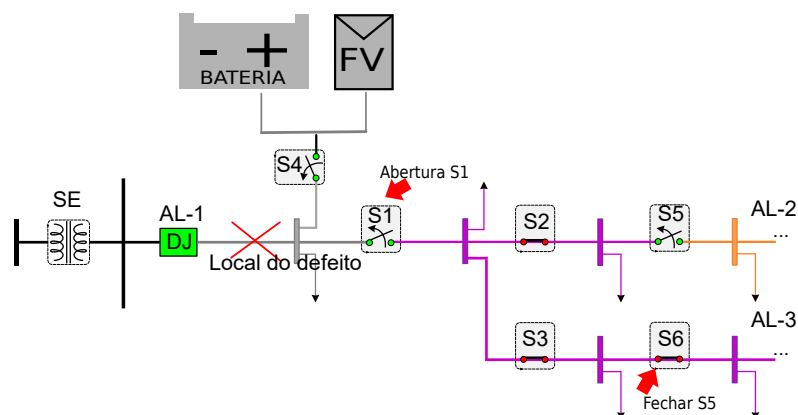 - +
BATERIA
FV
S4
Abertura S1
SE
AL-1
DJ
Local do defeito
S1
S2
S5
AL-2
...
S3
S6
AL-3
...
Fechar S5